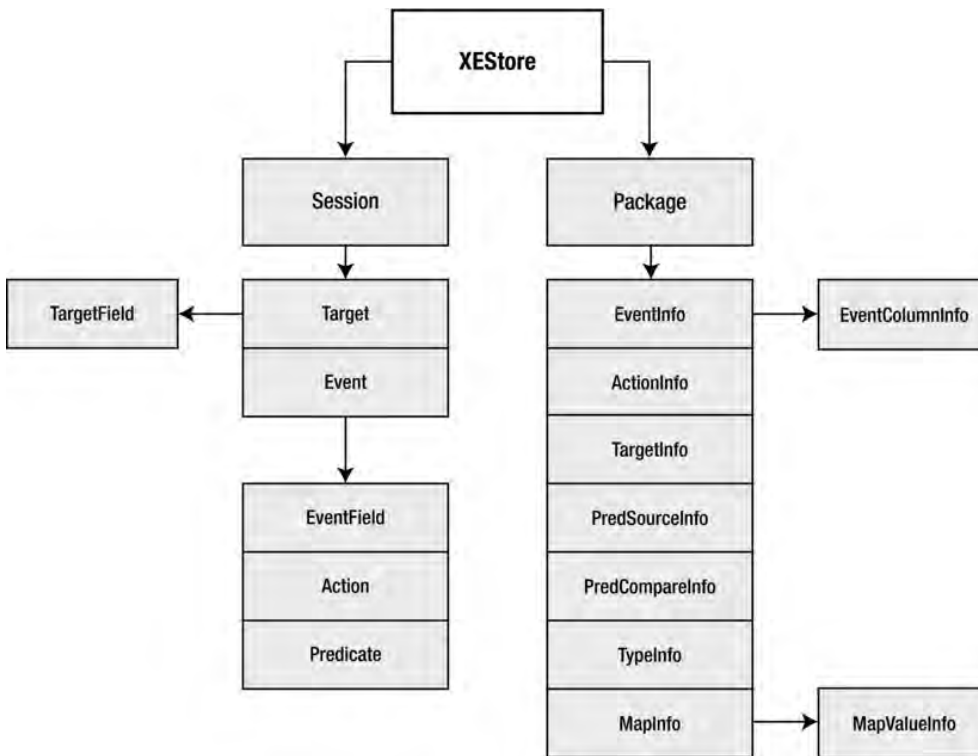 XEStore
Session
Package
TargetField
Target
EventInfo
EventColumnInfo
Event
ActionInfo
TargetInfo
EventField
PredSourceInfo
Action
PredCompareInfo
Predicate
TypeInfo
MapInfo
MapValueInfo